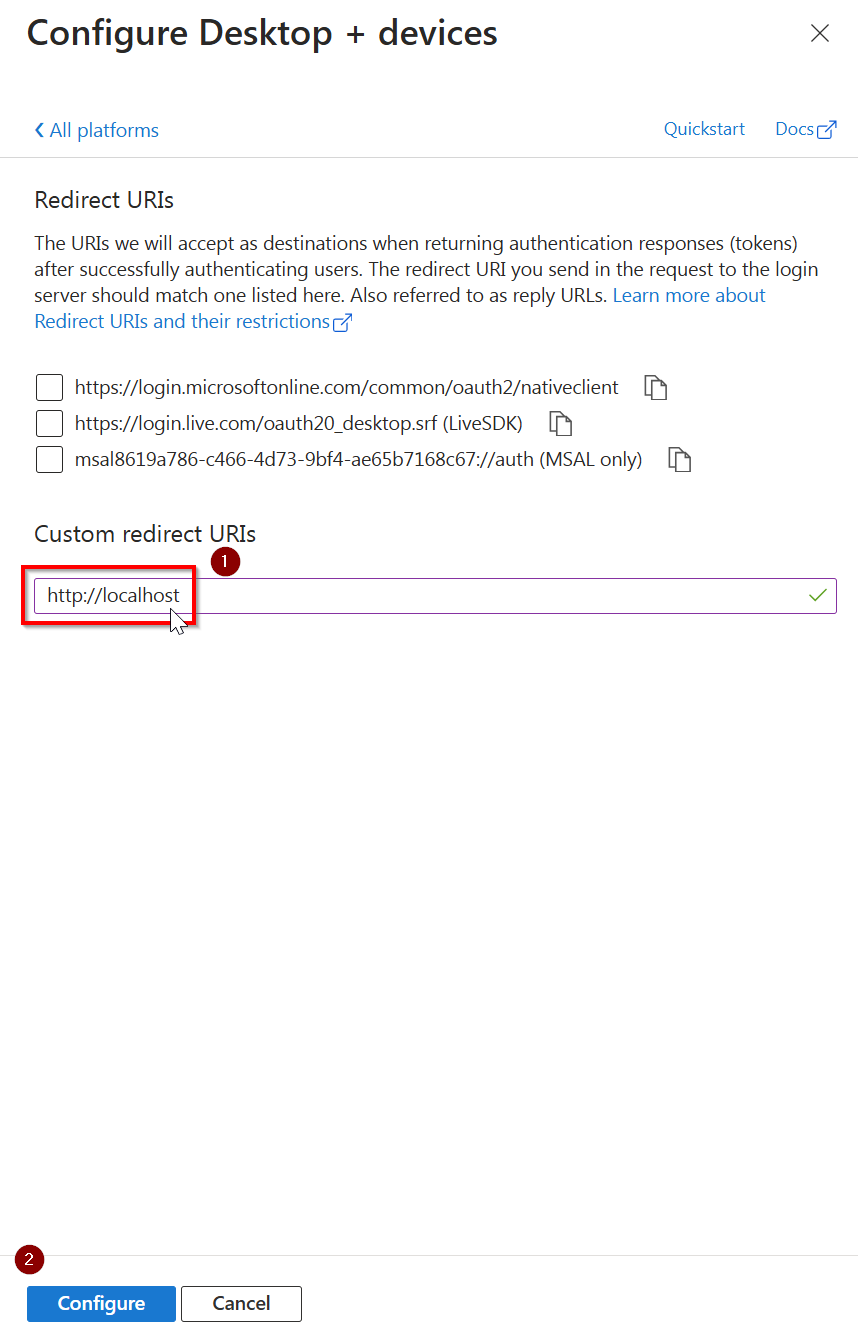 Configure Desktop + devices
All platforms
Quickstart
Docs
Redirect URIs
The URIs we will accept as destinations when returning authentication responses (tokens)
after successfully authenticating users. The redirect URI you send in the request to the login
server should match one listed here. Also referred to as reply URLs. Learn more about
Redirect URIs and their restrictions
https://login.microsoftonline.com/common/oauth2/nativeclient
https://login.live.com/oauth20_desktop.srf (LiveSDK)
msal8619a786-c466-4d73-9bf4-ae65b7168c67://auth (MSAL only)
Custom redirect URIs
1
http://localhost
2
Configure
Cancel